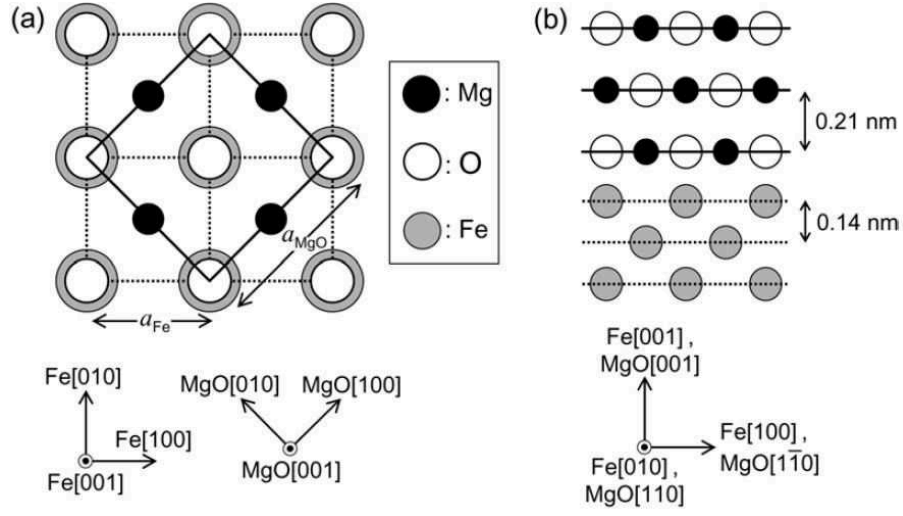 (a)
a_MgO
a_Fe
Fe[010]
Fe[100]
Fe[001]
MgO[010]
MgO[100]
MgO[001]
: Mg
: O
: Fe
(b)
0.21 nm
0.14 nm
Fe[001] ,
MgO[001]
Fe[100] ,
MgO[11̅0]
Fe[010] ,
MgO[110]